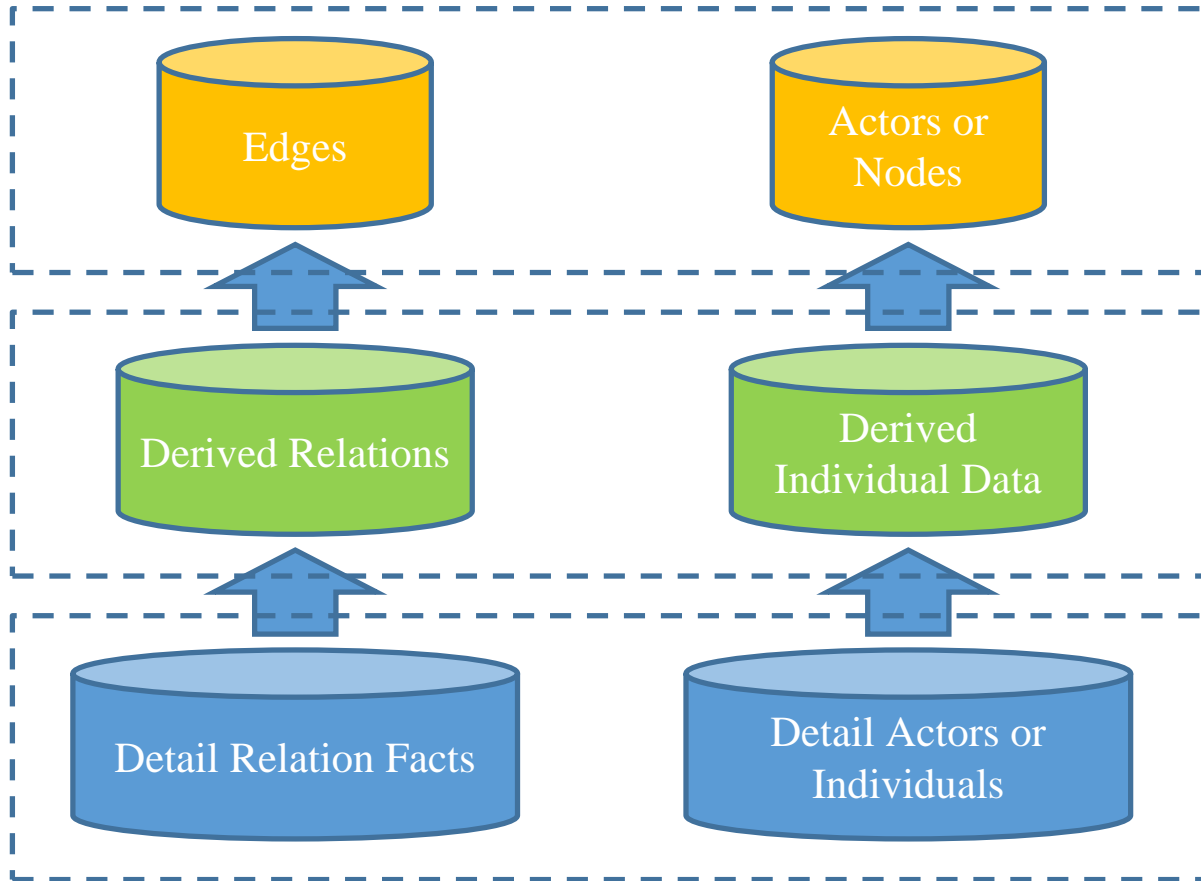 Edges
Actors or
Nodes
Derived Relations
Derived
Individual Data
Detail Relation Facts
Detail Actors or
Individuals